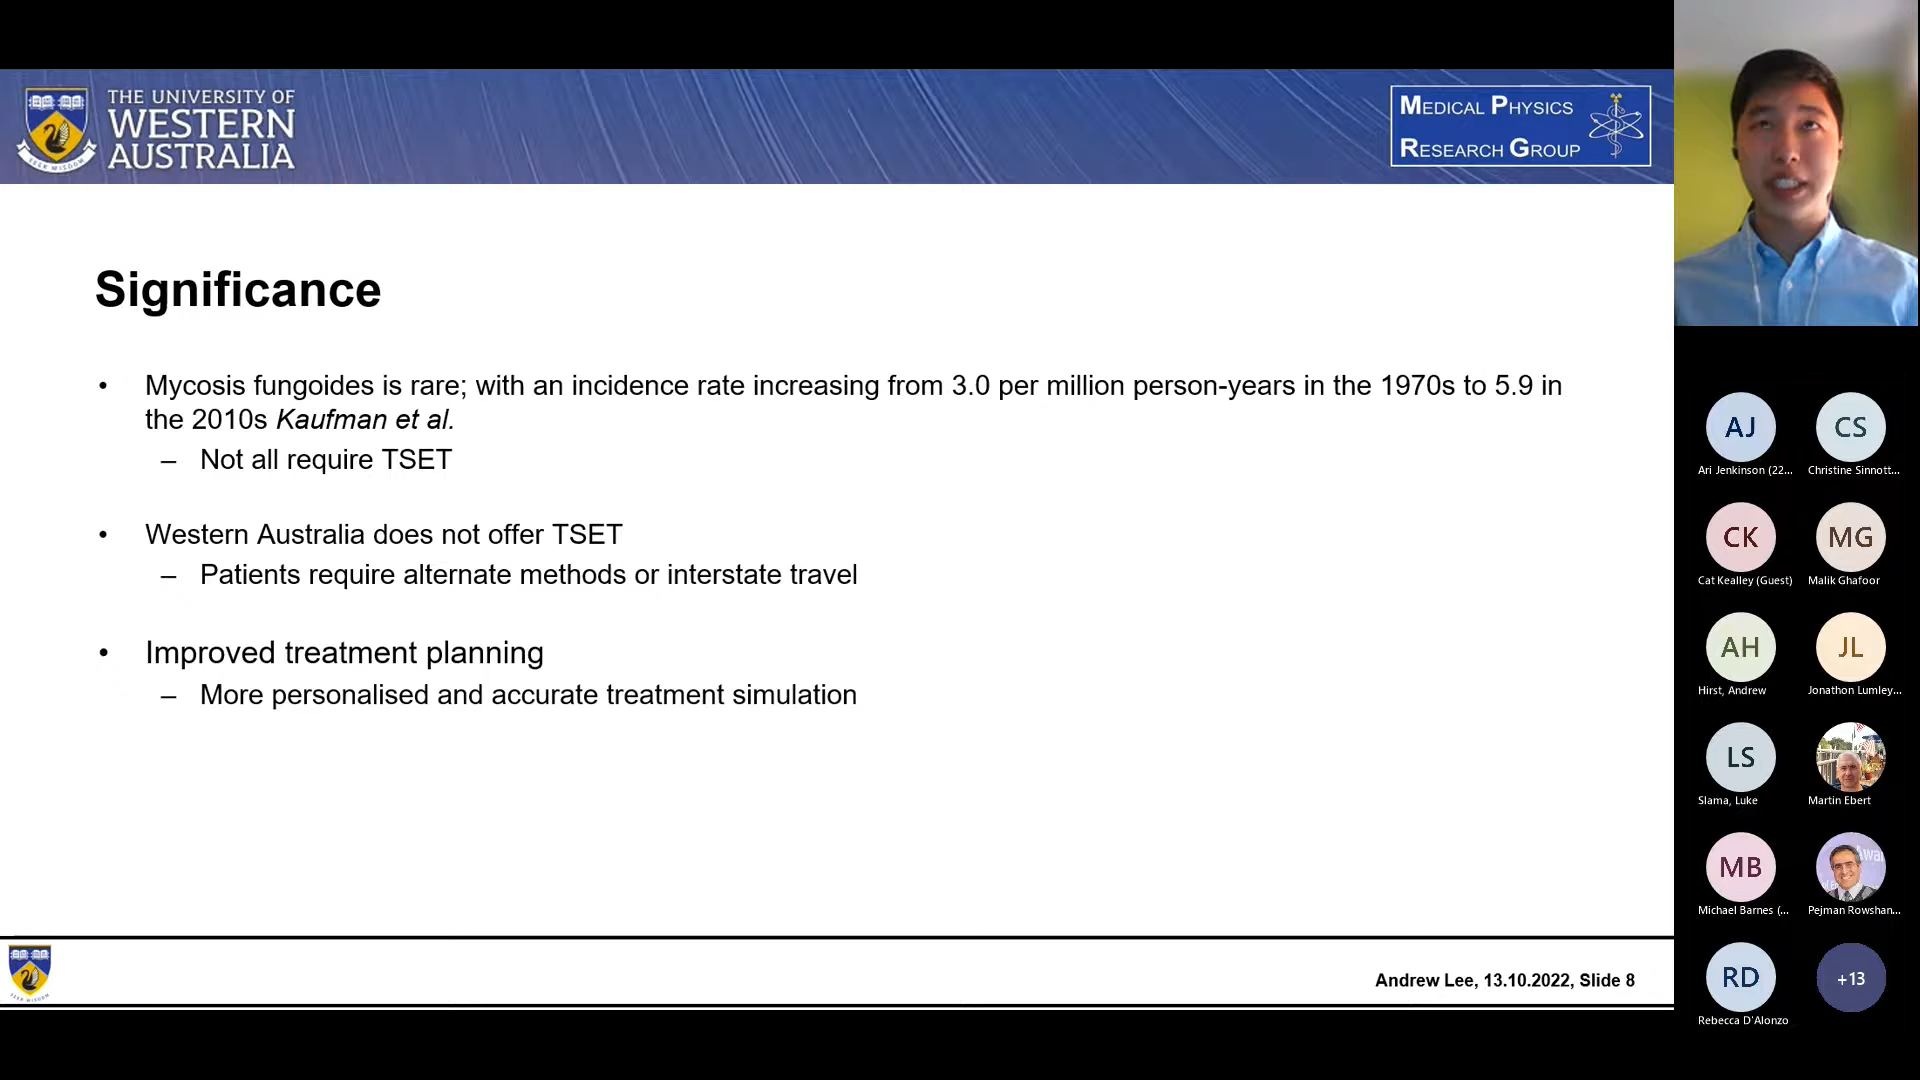 THE UNIVERSITY OF
WESTERN
AUSTRALIA
SEEK WISDOM
MEDICAL PHYSICS
RESEARCH GROUP
Significance
• Mycosis fungoides is rare; with an incidence rate increasing from 3.0 per million person-years in the 1970s to 5.9 in
the 2010s Kaufman et al.
– Not all require TSET
• Western Australia does not offer TSET
– Patients require alternate methods or interstate travel
• Improved treatment planning
– More personalised and accurate treatment simulation
Andrew Lee, 13.10.2022, Slide 8
AJ
Ari Jenkinson (22...
CS
Christine Sinnott...
CK
Cat Kealley (Guest)
MG
Malik Ghafoor
AH
Hirst, Andrew
JL
Jonathon Lumley...
LS
Slama, Luke
Martin Ebert
MB
Michael Barnes (...
Pejman Rowshan...
RD
Rebecca D'Alonzo
+13